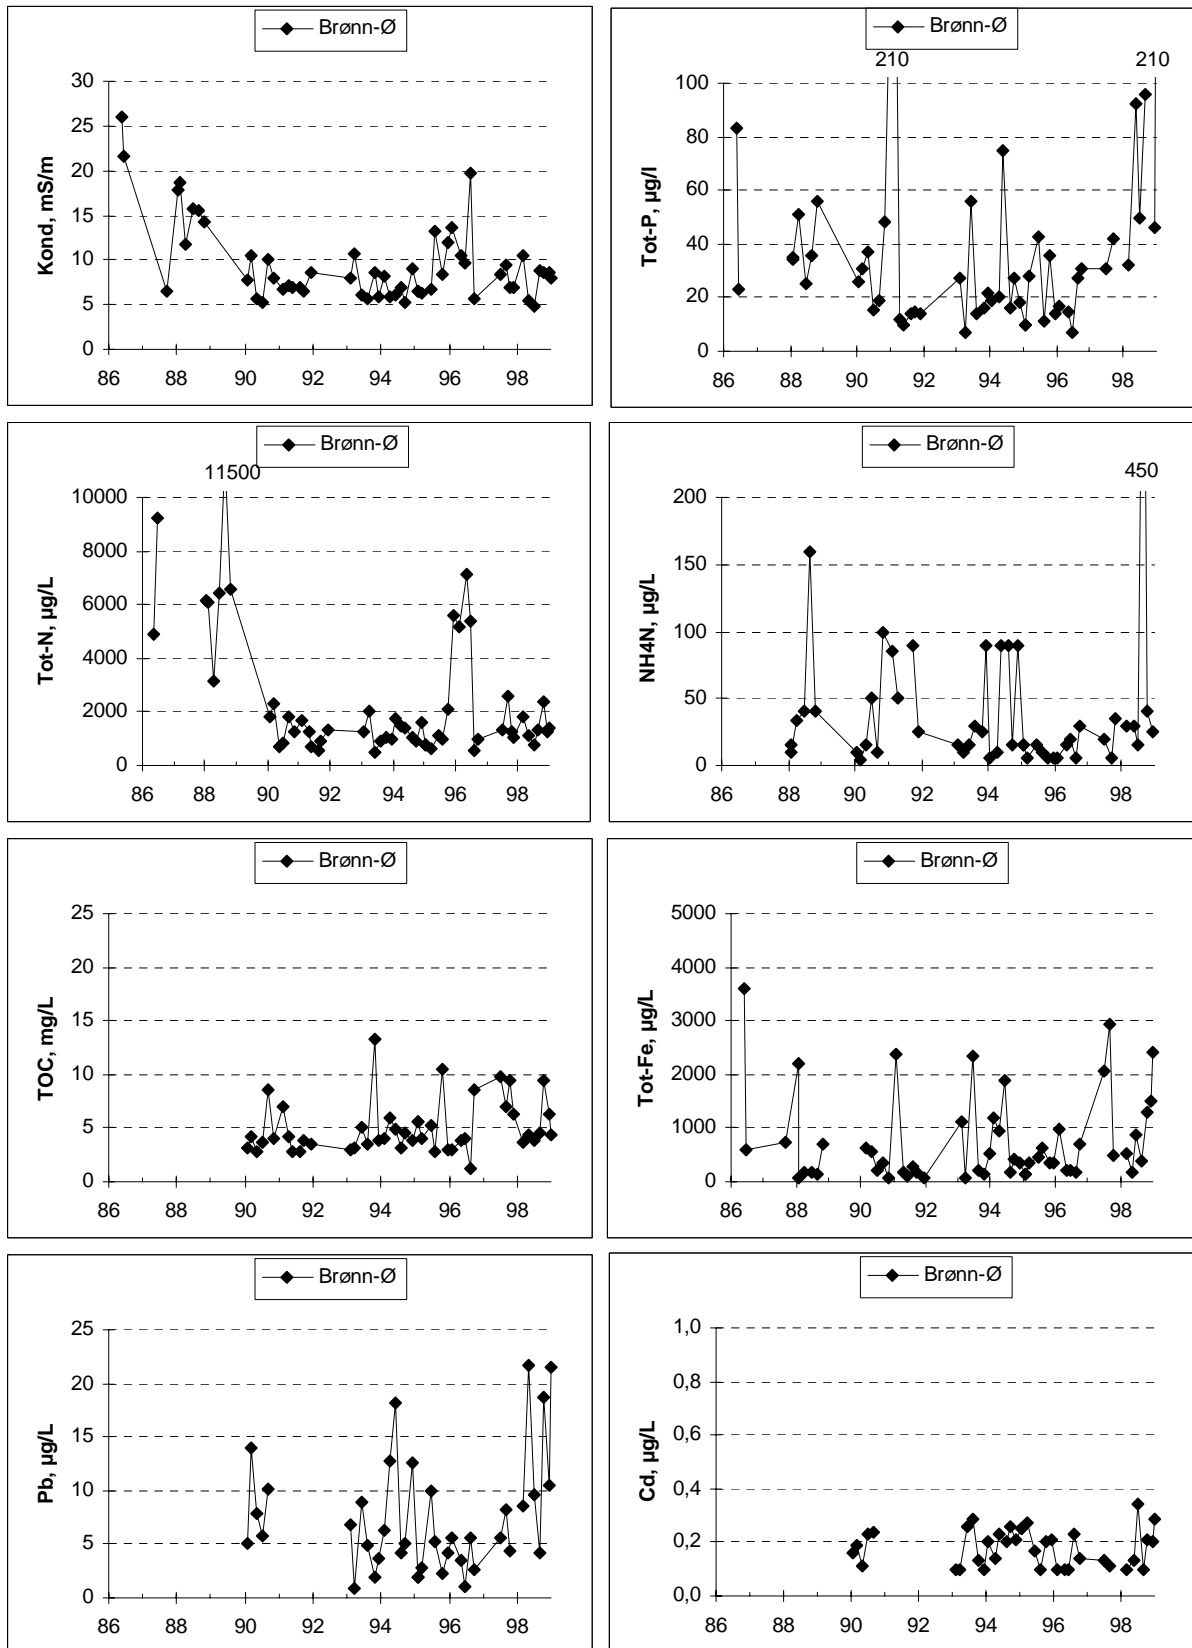 Brønn-Ø
Kond, mS/m
30
25
20
15
10
5
0
86 88 90 92 94 96 98
Brønn-Ø
210 210
Tot-P, µg/l
100
80
60
40
20
0
86 88 90 92 94 96 98
Brønn-Ø
11500
Tot-N, µg/L
10000
8000
6000
4000
2000
0
86 88 90 92 94 96 98
Brønn-Ø
450
NH4N, µg/L
200
150
100
50
0
86 88 90 92 94 96 98
Brønn-Ø
TOC, mg/L
25
20
15
10
5
0
86 88 90 92 94 96 98
Brønn-Ø
Tot-Fe, µg/L
5000
4000
3000
2000
1000
0
86 88 90 92 94 96 98
Brønn-Ø
Pb, µg/L
25
20
15
10
5
0
86 88 90 92 94 96 98
Brønn-Ø
Cd, µg/L
1,0
0,8
0,6
0,4
0,2
0,0
86 88 90 92 94 96 98